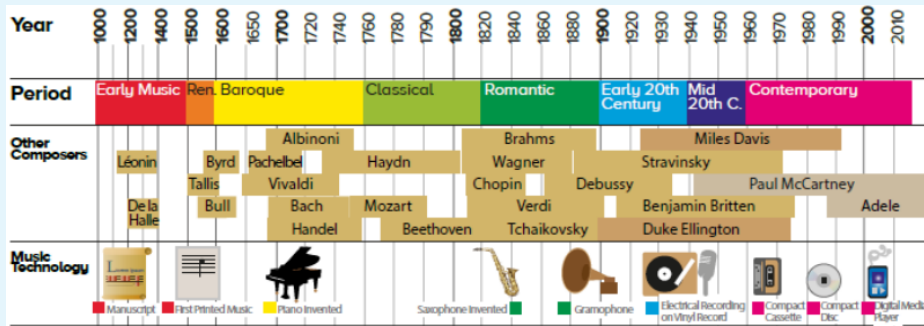 Year 1000 1200 1400 1500 1600 1650 1700 1720 1740 1760 1780 1790 1800 1820 1840 1860 1880 1900 1920 1930 1940 1950 1960 1970 1980 1990 2000 2010
Period Early Music Ren. Baroque Classical Romantic Early 20th Century Mid 20th C. Contemporary
Other Composers
Albinoni Brahms Miles Davis
Léonin Byrd Pachelbel Haydn Wagner Stravinsky
Tallis Vivaldi Chopin Debussy Paul McCartney
De la Halle Bull Bach Mozart Verdi Benjamin Britten Adele
Handel Beethoven Tchaikovsky Duke Ellington
Music Technology
Manuscript First Printed Music Piano Invented Saxophone Invented Gramophone Electrical Recording on Vinyl Record Compact Cassette Compact Disc Digital Media Player